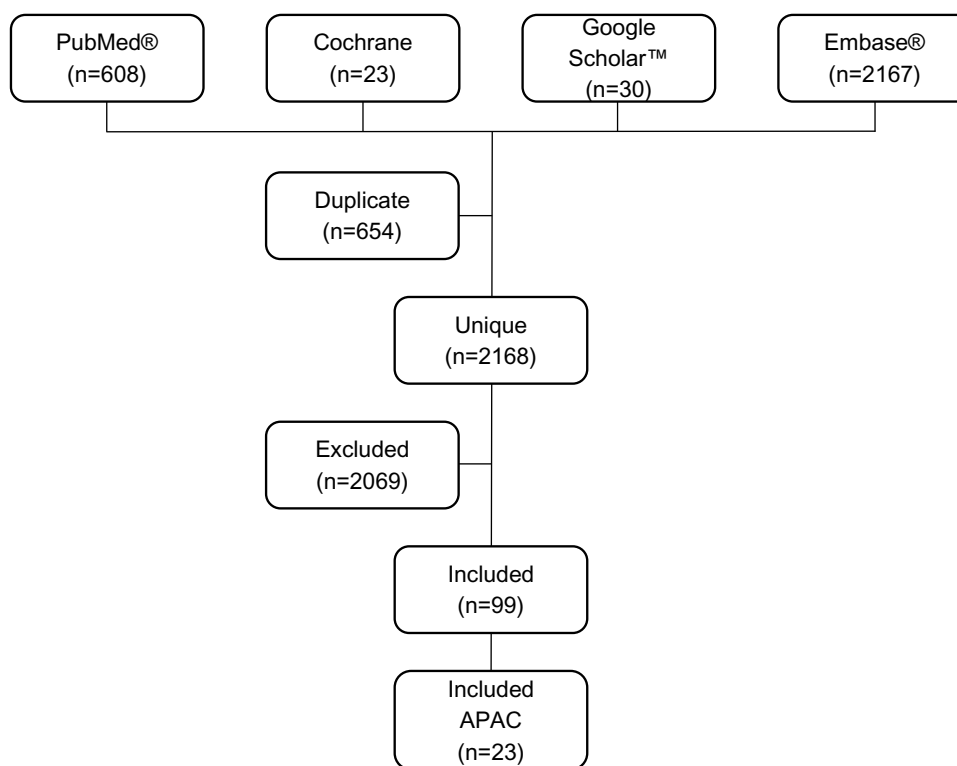 PubMed®
(n=608)
Cochrane
(n=23)
Google
Scholar™
(n=30)
Embase®
(n=2167)
Duplicate
(n=654)
Unique
(n=2168)
Excluded
(n=2069)
Included
(n=99)
Included
APAC
(n=23)